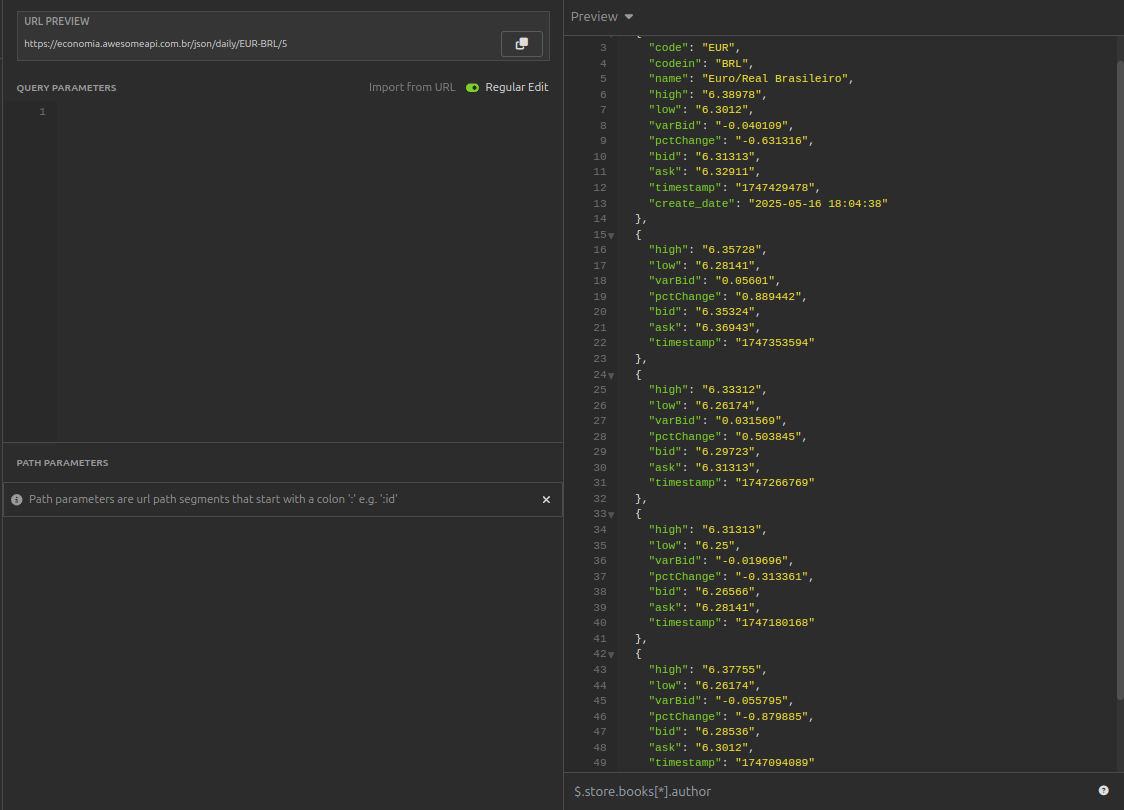 URL PREVIEW
https://economia.awesomeapi.com.br/json/daily/EUR-BRL/5
QUERY PARAMETERS
Import from URL
Regular Edit
1
PATH PARAMETERS
Path parameters are url path segments that start with a colon ':' e.g. ':id'
Preview
{
3 "code": "EUR",
4 "codein": "BRL",
5 "name": "Euro/Real Brasileiro",
6 "high": "6.38978",
7 "low": "6.3012",
8 "varBid": "-0.040109",
9 "pctChange": "-0.631316",
10 "bid": "6.31313",
11 "ask": "6.32911",
12 "timestamp": "1747429478",
13 "create_date": "2025-05-16 18:04:38"
14 },
15 {
16 "high": "6.35728",
17 "low": "6.28141",
18 "varBid": "0.05601",
19 "pctChange": "0.889442",
20 "bid": "6.35324",
21 "ask": "6.36943",
22 "timestamp": "1747353594"
23 },
24 {
25 "high": "6.33312",
26 "low": "6.26174",
27 "varBid": "0.031569",
28 "pctChange": "0.503845",
29 "bid": "6.29723",
30 "ask": "6.31313",
31 "timestamp": "1747266769"
32 },
33 {
34 "high": "6.31313",
35 "low": "6.25",
36 "varBid": "-0.019696",
37 "pctChange": "-0.313361",
38 "bid": "6.26566",
39 "ask": "6.28141",
40 "timestamp": "1747180168"
41 },
42 {
43 "high": "6.37755",
44 "low": "6.26174",
45 "varBid": "-0.055795",
46 "pctChange": "-0.879885",
47 "bid": "6.28536",
48 "ask": "6.3012",
49 "timestamp": "1747094089"
$.store.books[*].author